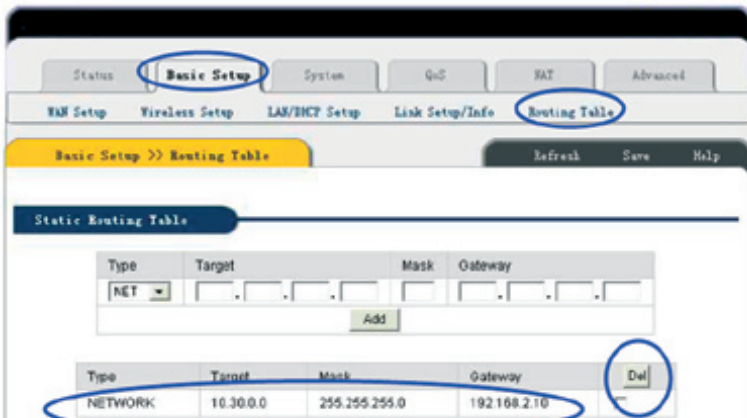 Status Basic Setup System QoS NAT Advanced
WAN Setup Wireless Setup LAN/DHCP Setup Link Setup/Info Routing Table
Basic Setup >> Routing Table Refresh Save Help
Static Routing Table
Type Target Mask Gateway
NET . . . . . .
Add
Type Target Mask Gateway Del
NETWORK 10.30.0.0 255.255.255.0 192.168.2.10